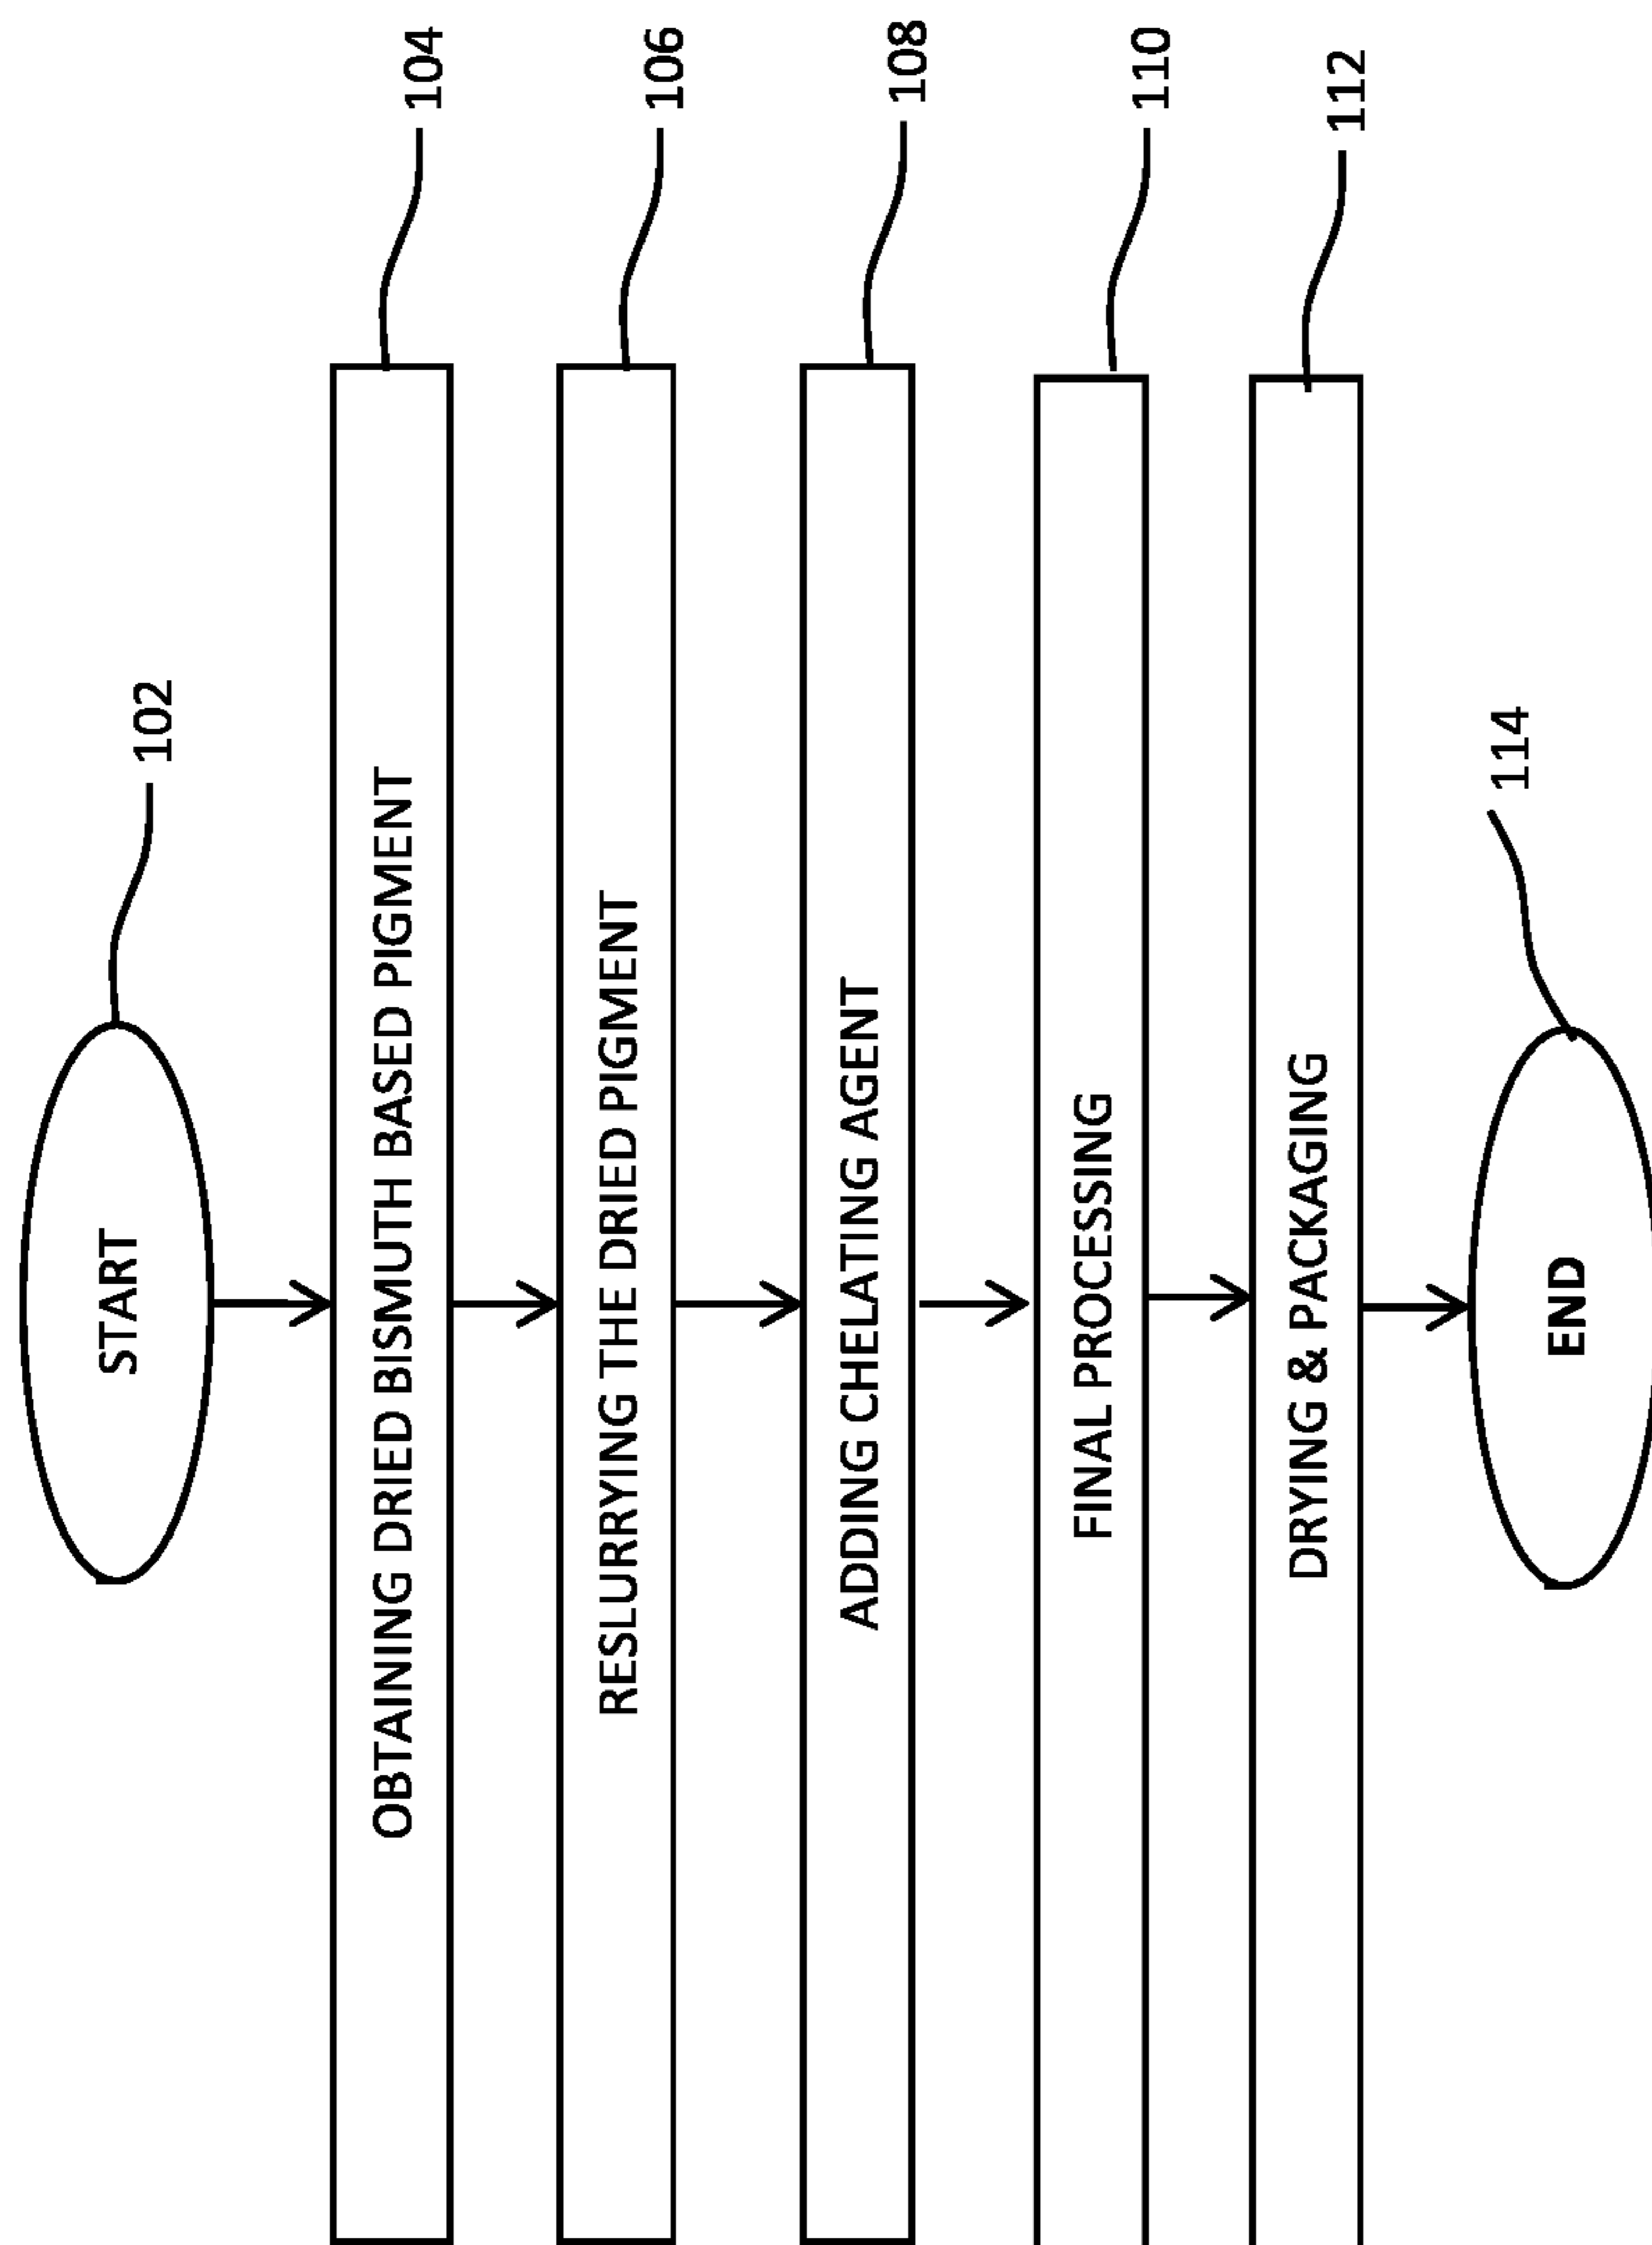 START
102
OBTAINING DRIED BISMUTH BASED PIGMENT
104
RESLURRYING THE DRIED PIGMENT
106
ADDING CHELATING AGENT
108
FINAL PROCESSING
110
DRYING & PACKAGING
112
END
114